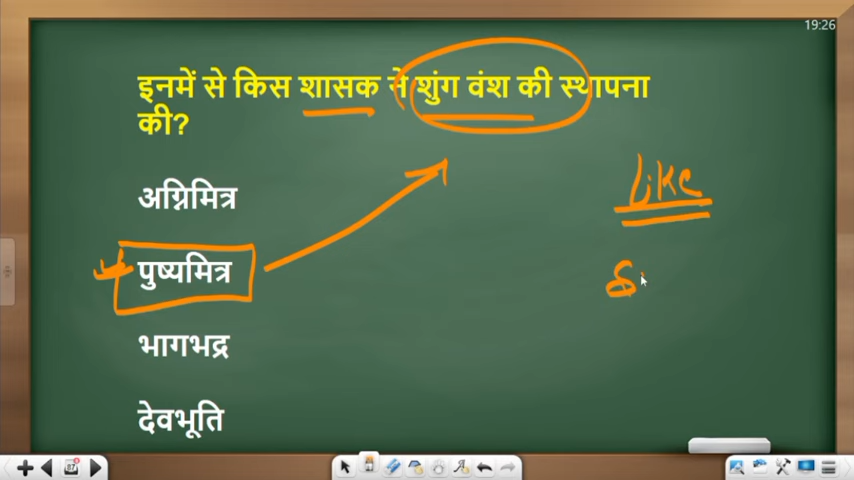 19:26
इनमें से किस शासक ने शुंग वंश की स्थापना
की?
अग्निमित्र
Like
पुष्यमित्र
भागभद्र
देवभूति